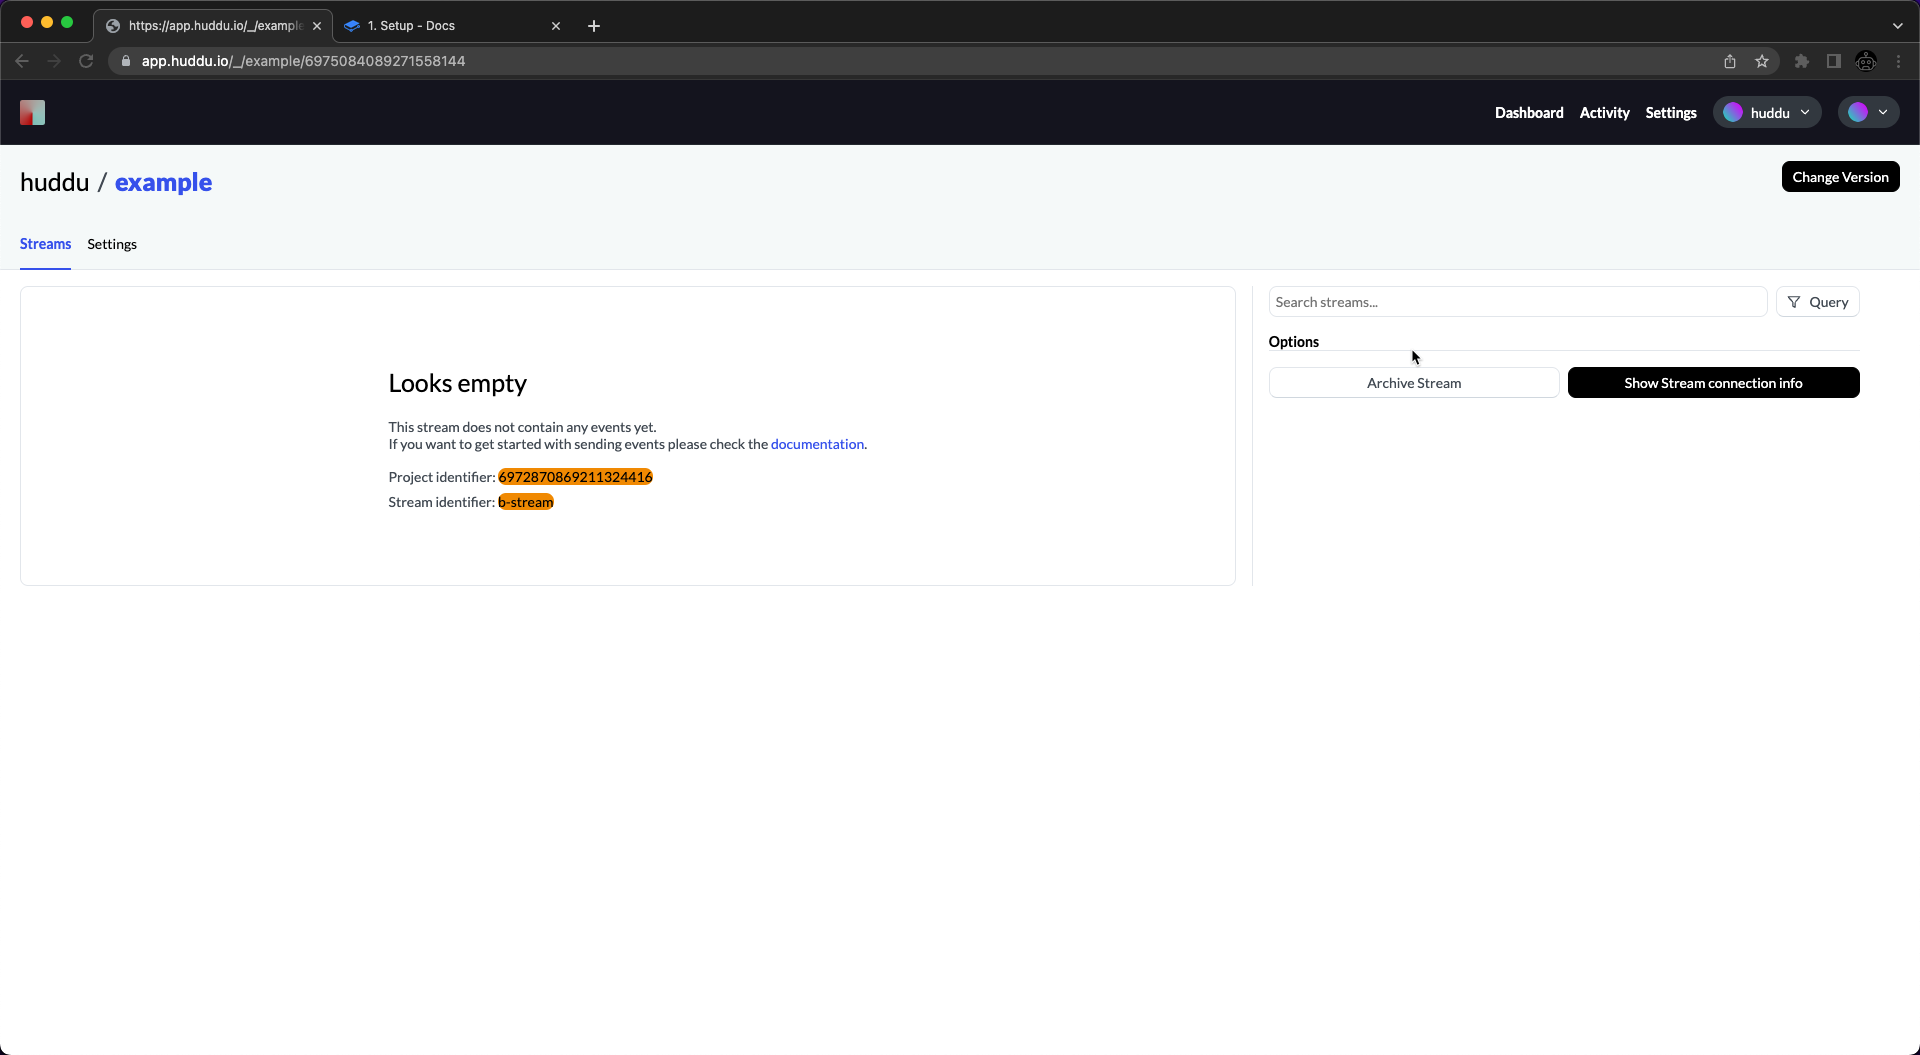 https://app.huddu.io/_/example
1. Setup - Docs
app.huddu.io/_/example/6975084089271558144
Dashboard Activity Settings huddu
huddu / example
Change Version
Streams Settings
Search streams...
Query
Options
Archive Stream
Show Stream connection info
Looks empty
This stream does not contain any events yet.
If you want to get started with sending events please check the documentation.
Project identifier: 6972870869211324416
Stream identifier: b-stream